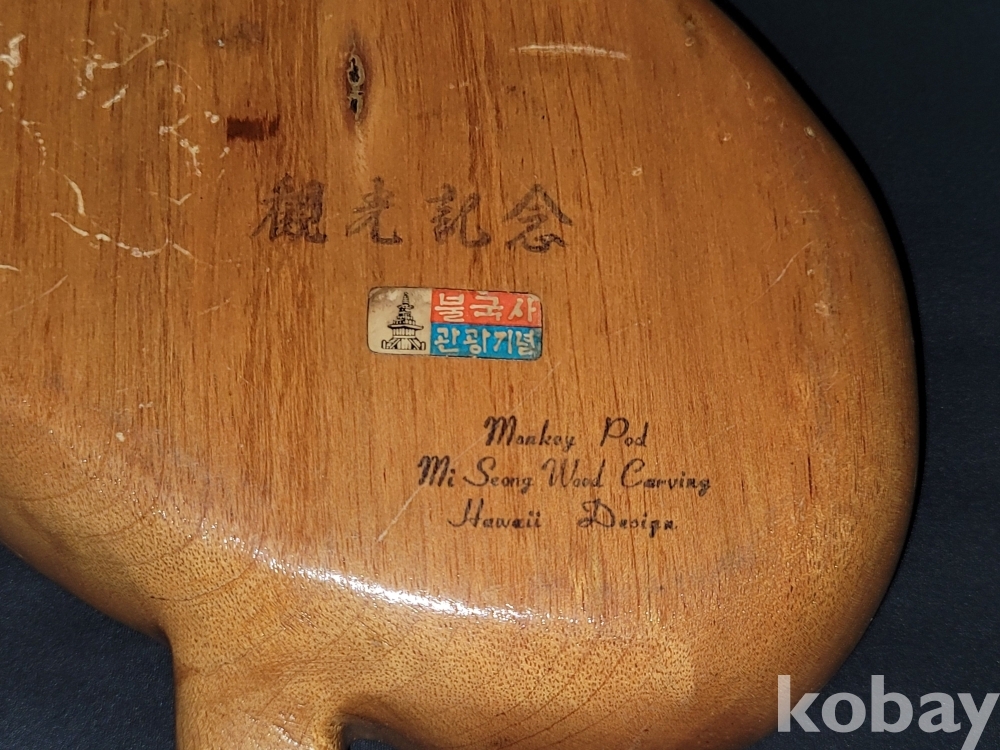 觀光記念
불국사
관광기념
Monkey Pod
Mi Seong Wood Carving
Hawaii Design
kobay